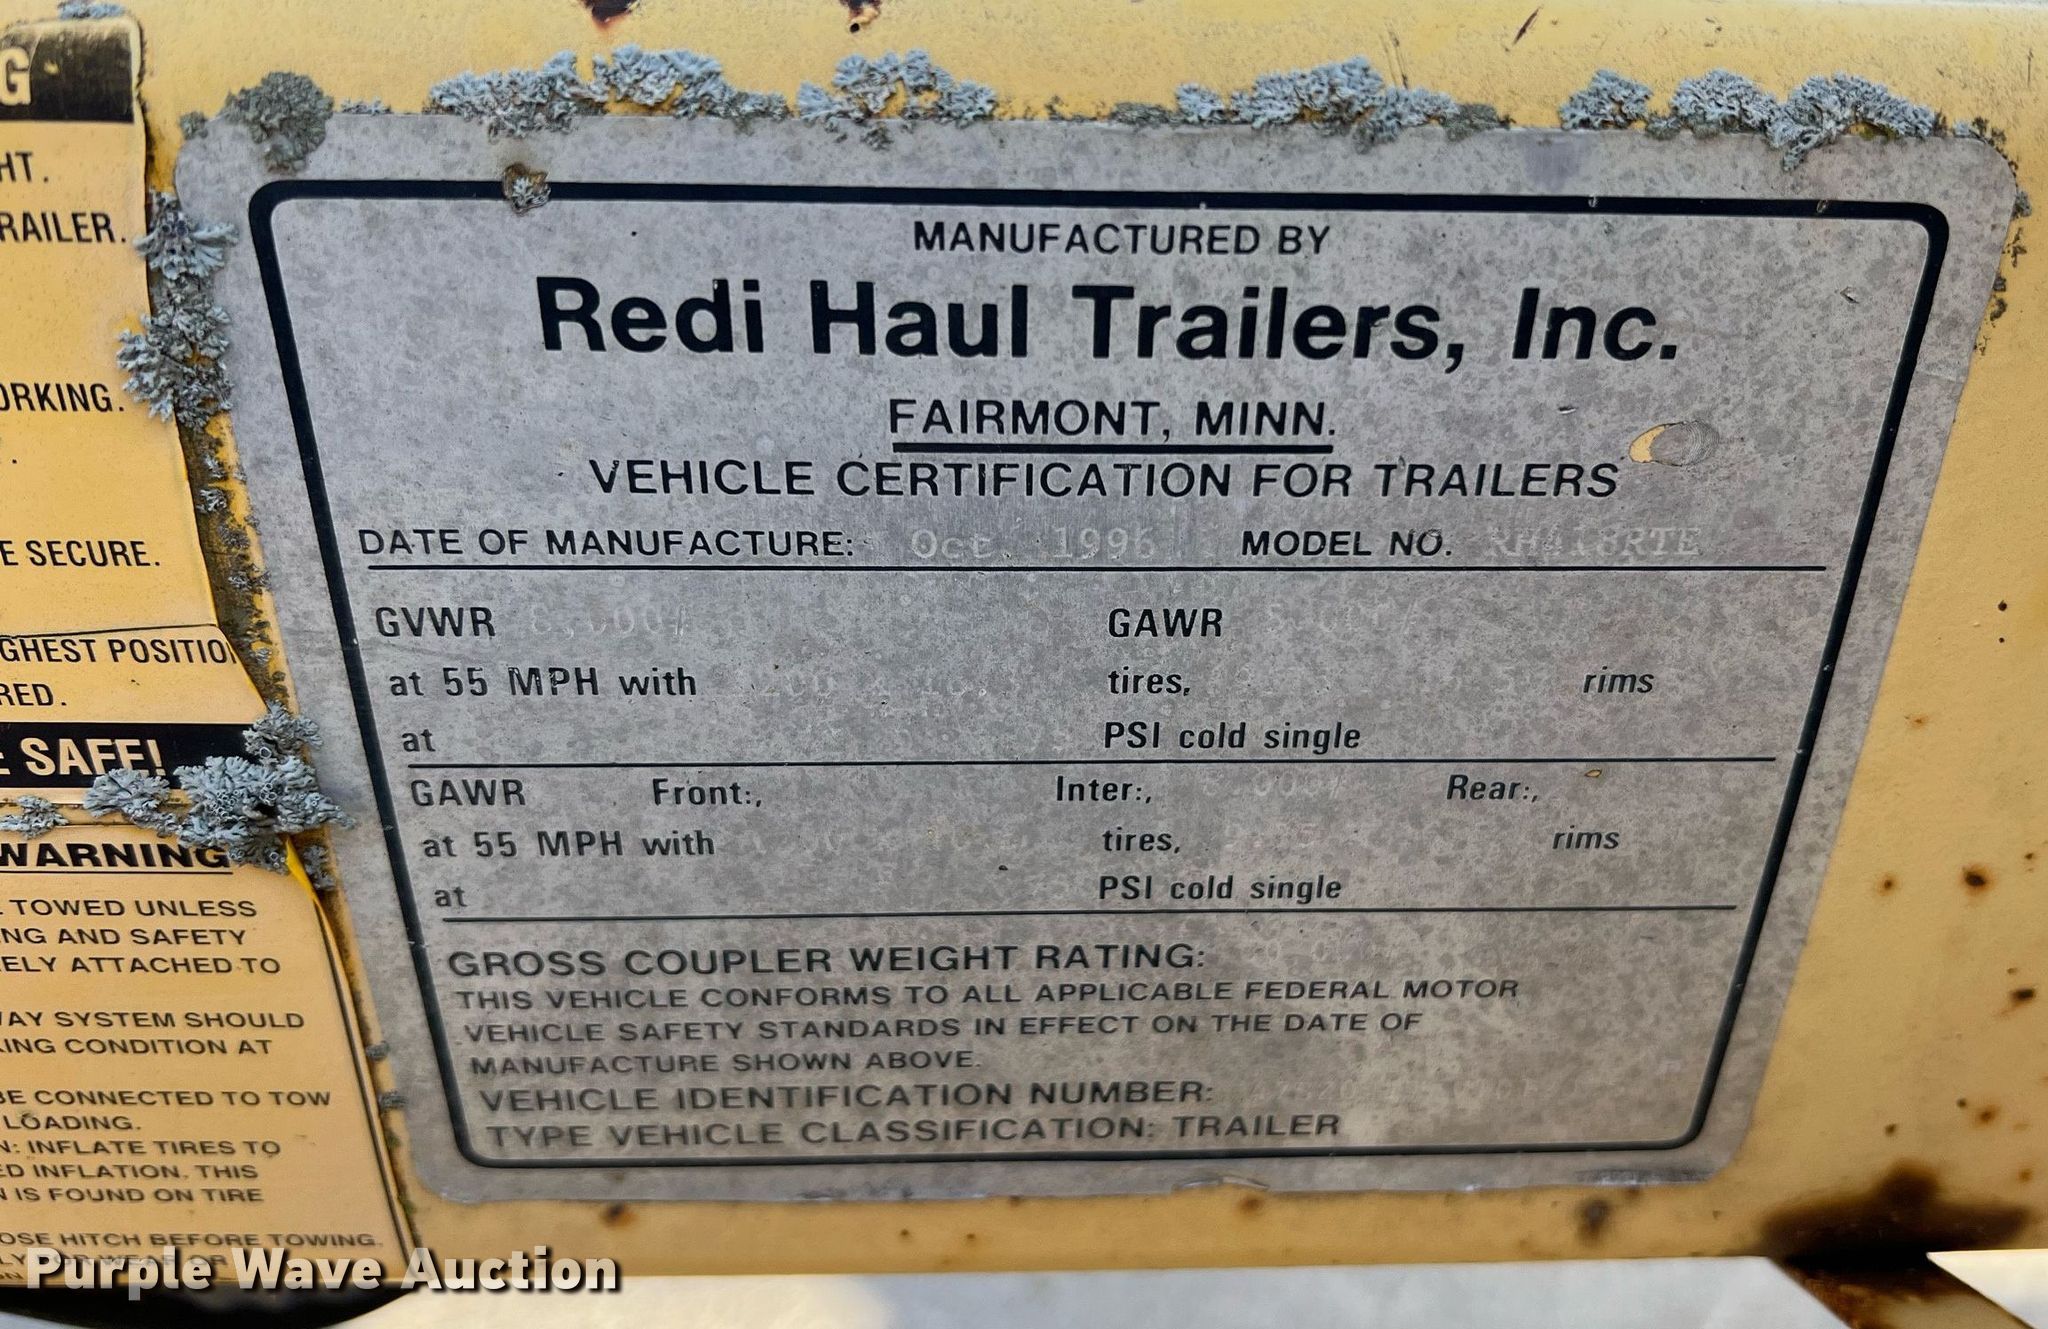 G
HT.
RAILER.
ORKING.
E SECURE.
GHEST POSITIO
RED.
E SAFE!
WARNING
TOWED UNLESS
NG AND SAFETY
ELY ATTACHED TO
AY SYSTEM SHOULD
ING CONDITION AT
BE CONNECTED TO TOW
LOADING.
N: INFLATE TIRES TO
ED INFLATION. THIS
N IS FOUND ON TIRE
OSE HITCH BEFORE TOWING.
MANUFACTURED BY
Redi Haul Trailers, Inc.
FAIRMONT, MINN.
VEHICLE CERTIFICATION FOR TRAILERS
DATE OF MANUFACTURE: Oct. 1996 MODEL NO.
GVWR GAWR
at 55 MPH with tires, rims
at PSI cold single
GAWR Front:, Inter:, Rear:,
at 55 MPH with tires, rims
at PSI cold single
GROSS COUPLER WEIGHT RATING:
THIS VEHICLE CONFORMS TO ALL APPLICABLE FEDERAL MOTOR
VEHICLE SAFETY STANDARDS IN EFFECT ON THE DATE OF
MANUFACTURE SHOWN ABOVE.
VEHICLE IDENTIFICATION NUMBER:
TYPE VEHICLE CLASSIFICATION: TRAILER
Purple Wave Auction